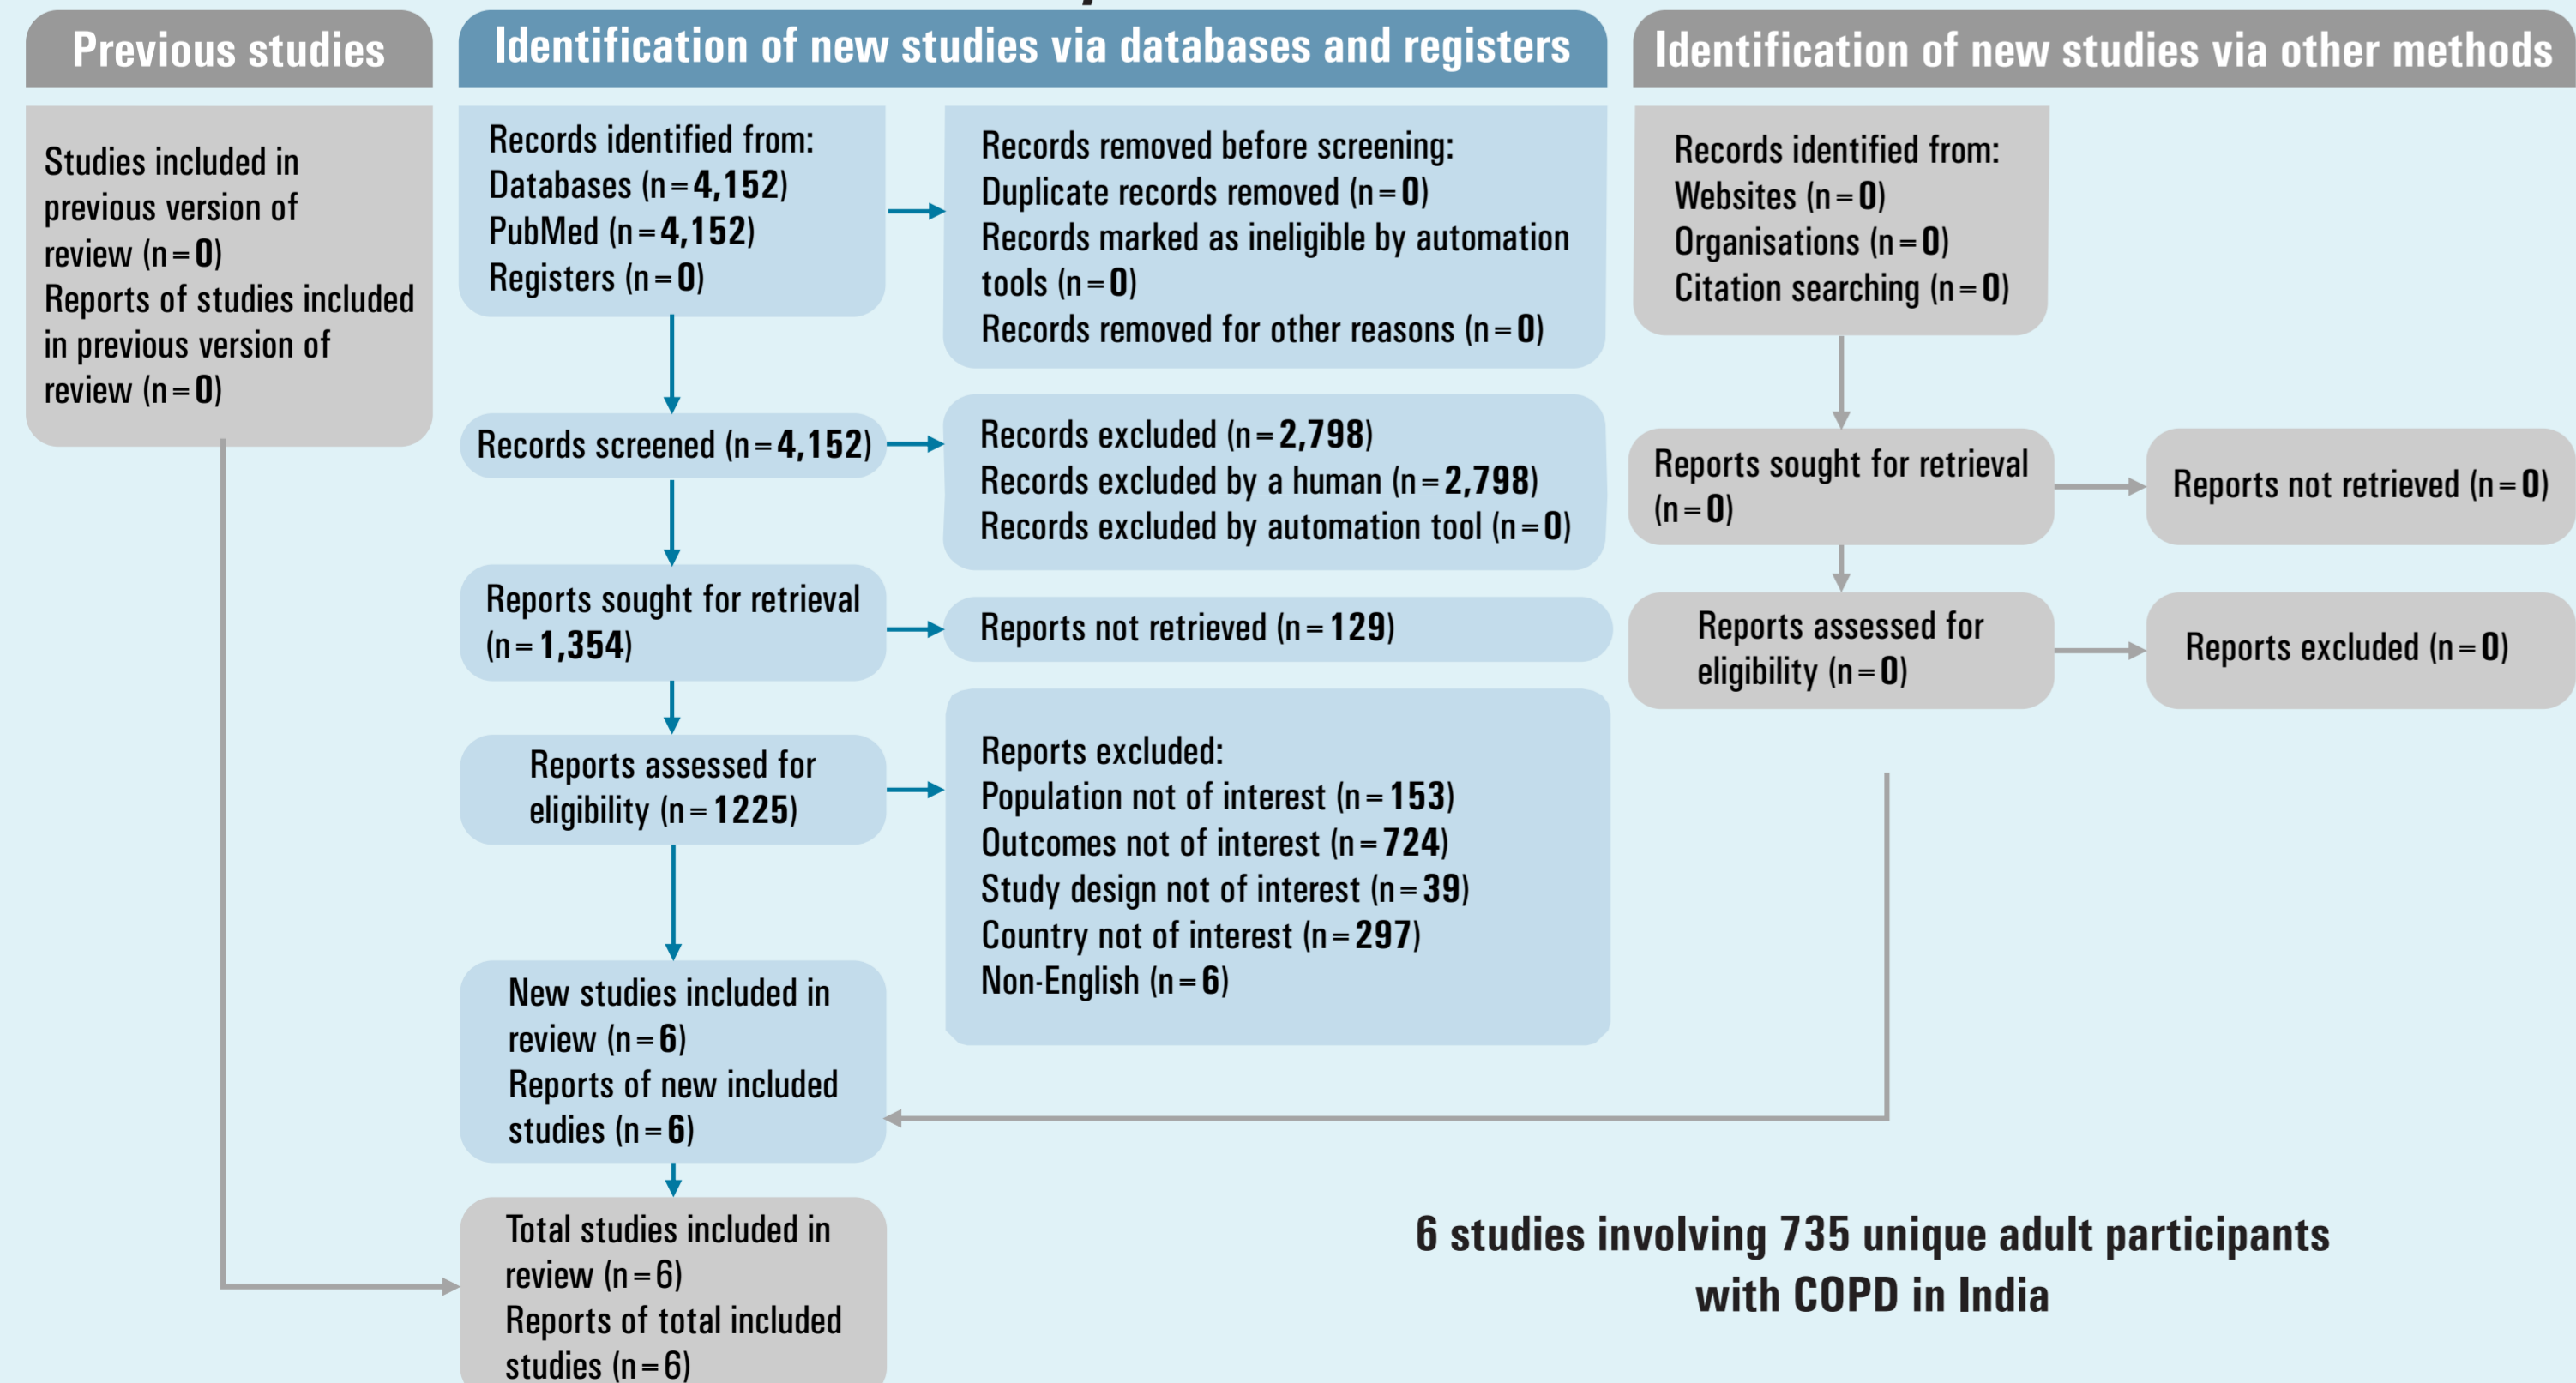 Previous studies
Studies included in
previous version of
review (n=0)
Reports of studies included
in previous version of
review (n=0)
Identification of new studies via databases and registers
Records identified from:
Databases (n=4,152)
PubMed (n=4,152)
Registers (n=0)
Records removed before screening:
Duplicate records removed (n=0)
Records marked as ineligible by automation
tools (n=0)
Records removed for other reasons (n=0)
Records screened (n=4,152)
Records excluded (n=2,798)
Records excluded by a human (n=2,798)
Records excluded by automation tool (n=0)
Reports sought for retrieval
(n=1,354)
Reports not retrieved (n=129)
Reports assessed for
eligibility (n=1225)
Reports excluded:
Population not of interest (n=153)
Outcomes not of interest (n=724)
Study design not of interest (n=39)
Country not of interest (n=297)
Non-English (n=6)
New studies included in
review (n=6)
Reports of new included
studies (n=6)
Total studies included in
review (n=6)
Reports of total included
studies (n=6)
Identification of new studies via other methods
Records identified from:
Websites (n=0)
Organisations (n=0)
Citation searching (n=0)
Reports sought for retrieval
(n=0)
Reports not retrieved (n=0)
Reports assessed for
eligibility (n=0)
Reports excluded (n=0)
6 studies involving 735 unique adult participants
with COPD in India